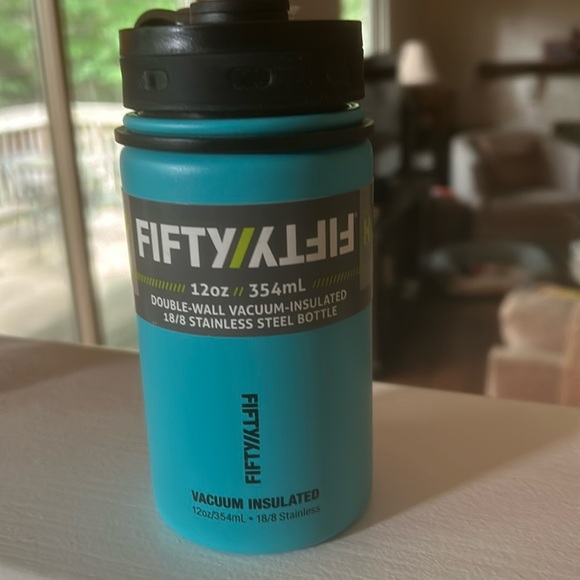 FIFTY//FIFTY
12oz // 354mL
DOUBLE-WALL VACUUM-INSULATED
18/8 STAINLESS STEEL BOTTLE
FIFTY//FIFTY
VACUUM INSULATED
12oz/354mL • 18/8 Stainless